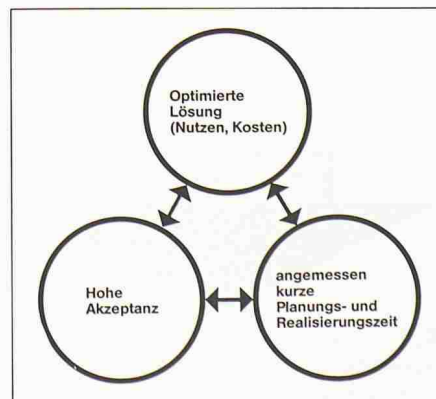 Optimierte
Lösung
(Nutzen, Kosten)
Hohe
Akzeptanz
angemessen
kurze
Planungs- und
Realisierungszeit